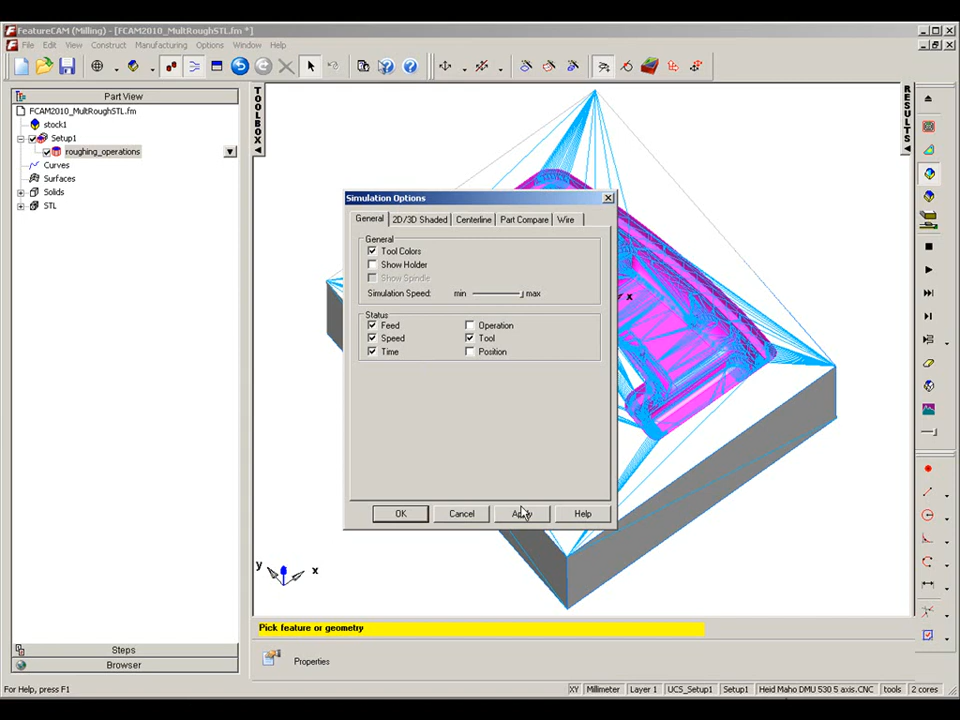 FeatureCAM (Milling) - [FCAM2010_MultRoughSTL.fm *]
File Edit View Construct Manufacturing Options Window Help
Part View
FCAM2010_MultRoughSTL.fm
stock1
Setup1
roughing_operations
Curves
Surfaces
Solids
STL
TOOLBOX
RESULTS
Simulation Options
General 2D/3D Shaded Centerline Part Compare Wire
General
Tool Colors
Show Holder
Show Spindle
Simulation Speed: min max
Status
Feed Operation
Speed Tool
Time Position
OK Cancel Apply Help
x
y x
Pick feature or geometry
Steps
Browser
Properties
For Help, press F1
XY Millimeter Layer 1 UCS_Setup1 Setup1 Heid Maho DMU 530 5 axis.CNC tools 2 cores